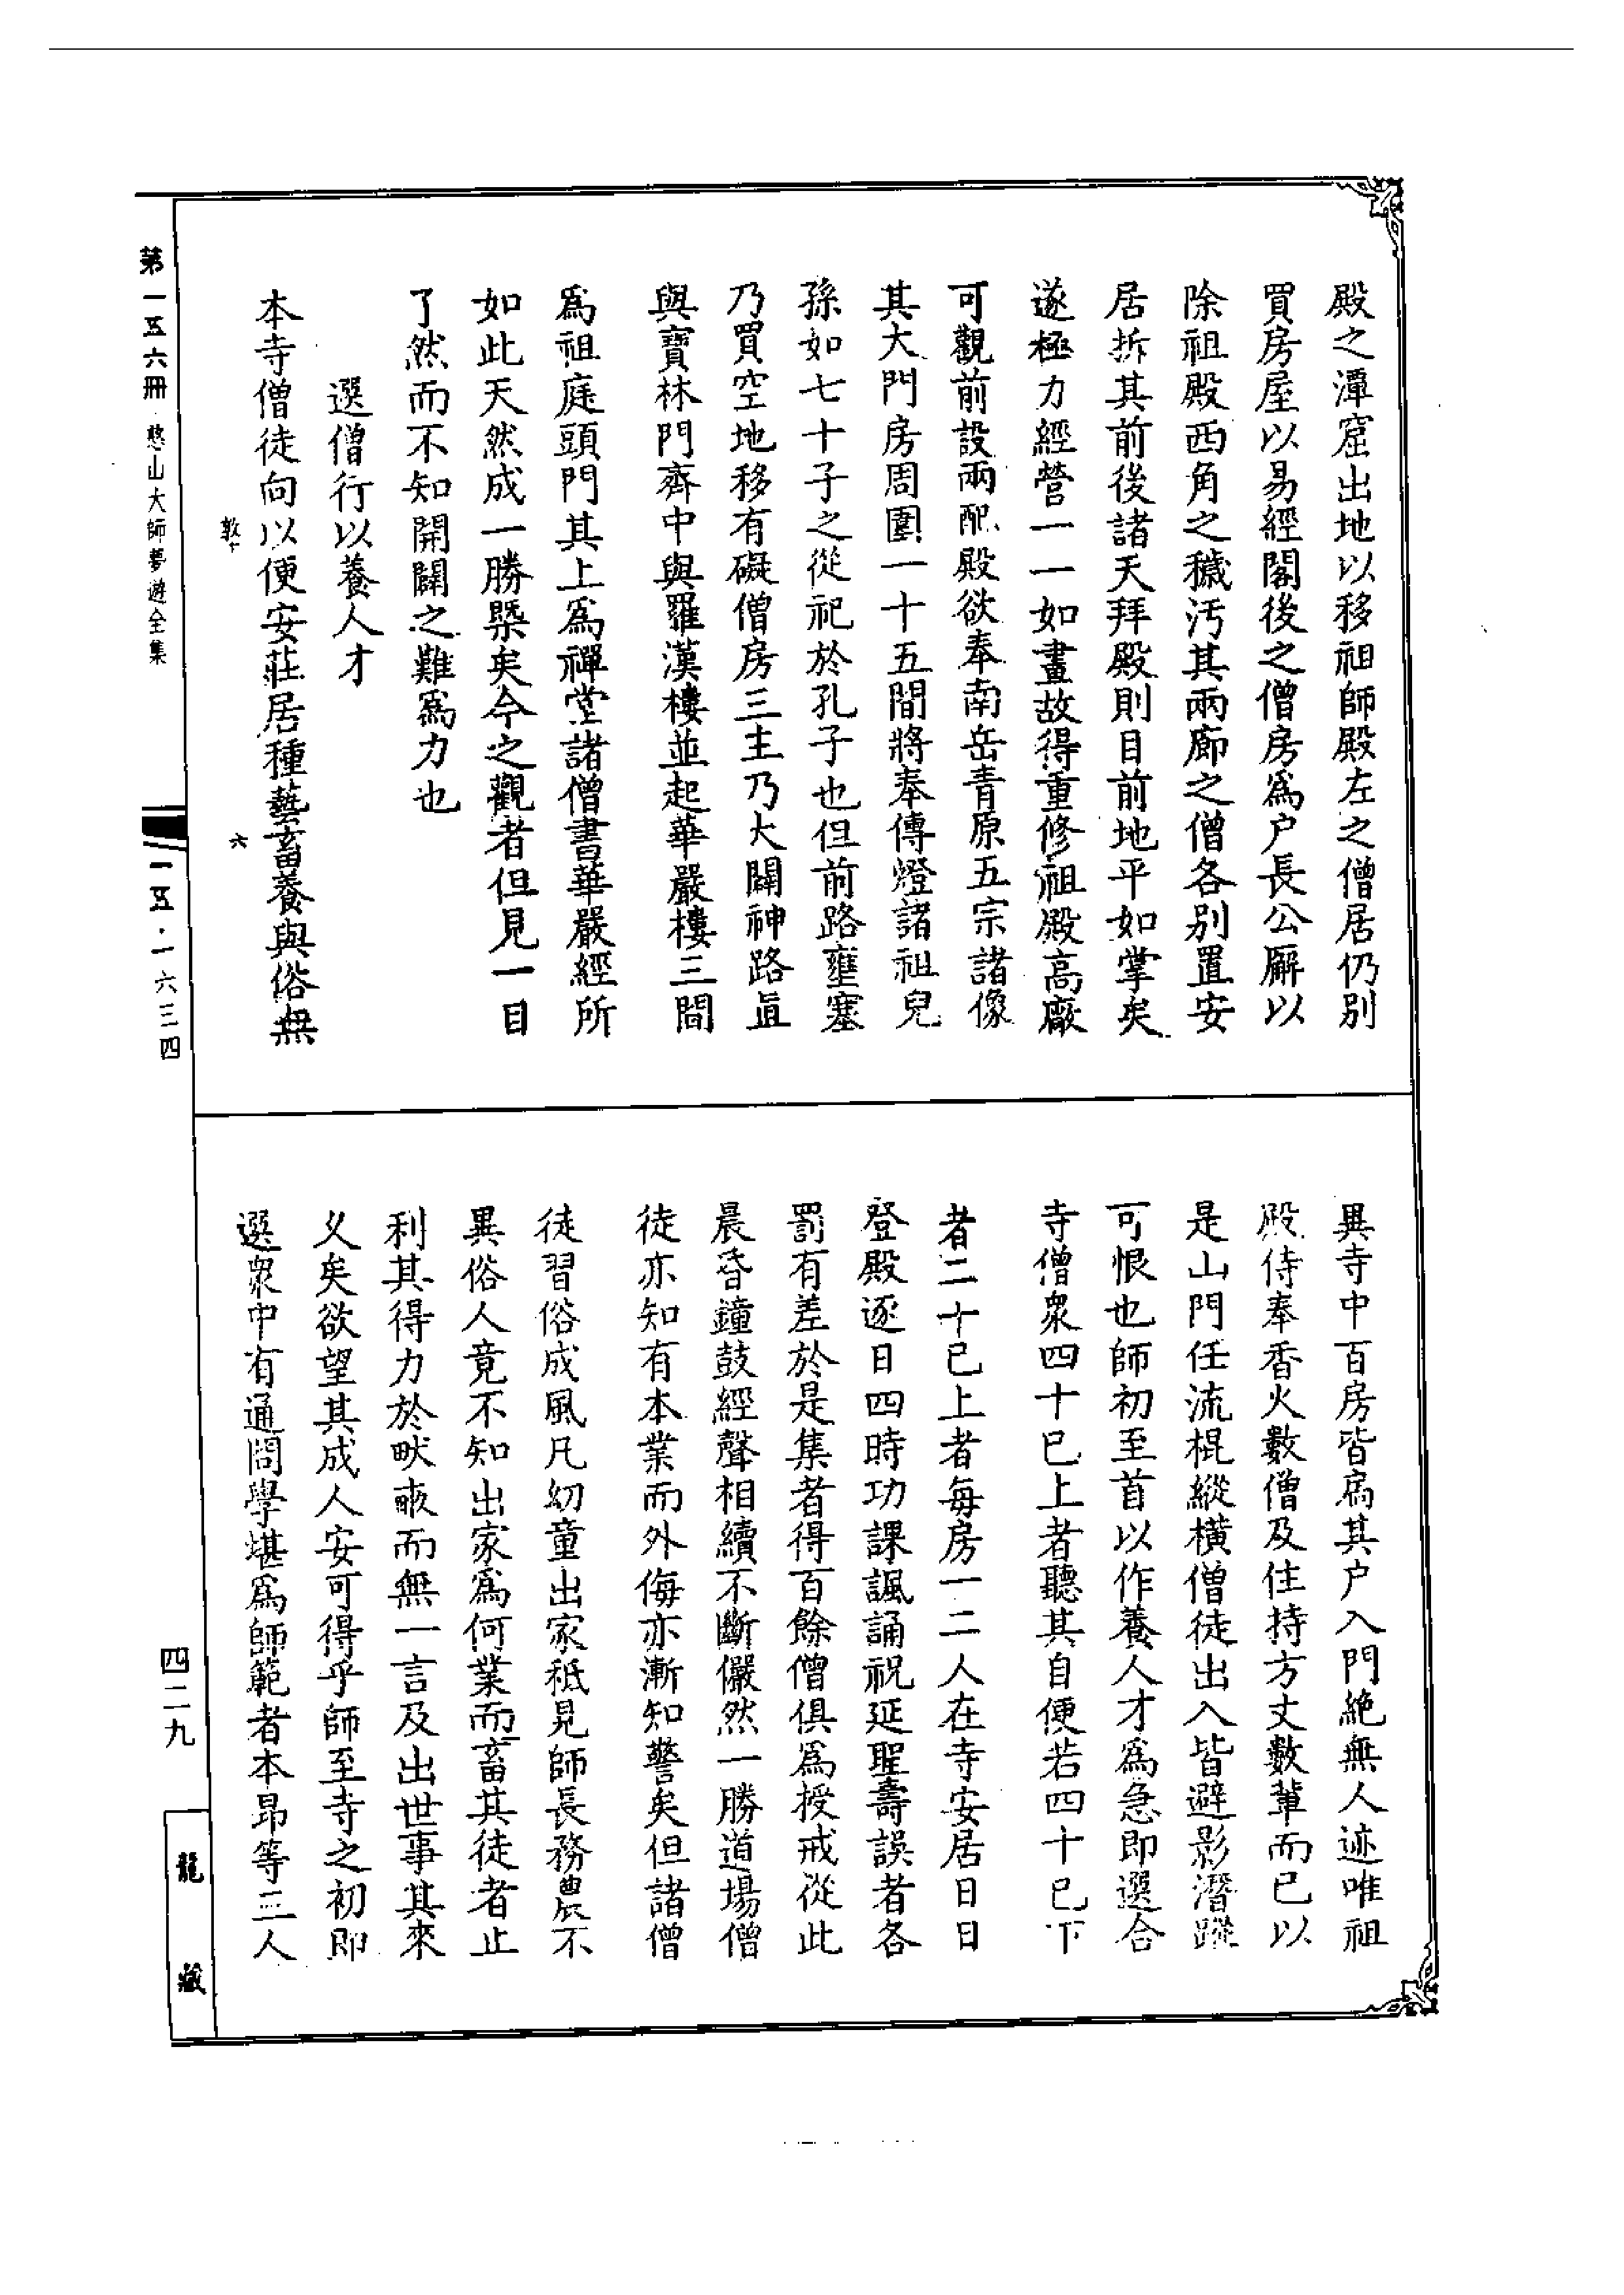 殿之潭窟出地以移祖師殿左之僧居仍別
買房屋以易經閣後之僧房爲户長公廨以
除祖殿西角之穢汚其兩廊之僧各别置安
居拆其前後諸天拜殿則目前地平如掌矣
遂極力經營一一如畫故得重修祖殿高廠
可觀前設兩配殿欲奉南岳青原五宗諸像
其大門房周圍一十五間將奉傳燈諸祖兒
孫如七十子之從祀於孔子也但前路壅塞
乃買空地移有礙僧房三主乃大闢神路直
與寶林門齊中與羅漢樓並起華嚴樓三間
爲祖庭頭門其上爲禪堂諸僧書華嚴經所
如此天然成一勝槩矣今之觀者但見一目
了然而不知開闢之難爲力也
選僧行以養人才
本寺僧徒向以便安莊居種藝畜養與俗無
異寺中百房皆扃其户入門絶無人迹唯祖
殿侍奉香火數僧及住持方丈數輩而已以
是山門任流棍縱橫僧徒出入皆避影潛蹤
可恨也師初至首以作養人才爲急即選合
寺僧衆四十已上者聽其自便若四十已下
者二十已上者每房一二人在寺安居日日
登殿逐日四時功課諷誦祝延聖壽誤者各
罰有差於是集者得百餘僧俱爲授戒從此
晨昏鐘鼓經聲相續不斷儼然一勝道場僧
徒亦知有本業而外侮亦漸知警矣但諸僧
徒習俗成風凡幼童出家秖見師長務農不
異俗人竟不知出家爲何業而畜其徒者止
利其得力於畎畝而無一言及出世事其來
久矣欲望其成人安可得乎師至寺之初即
選衆中有通問學堪爲師範者本昂等三人
第一五六冊
憨山大師夢遊全集
六
一五·一六三四
四二九
龍藏